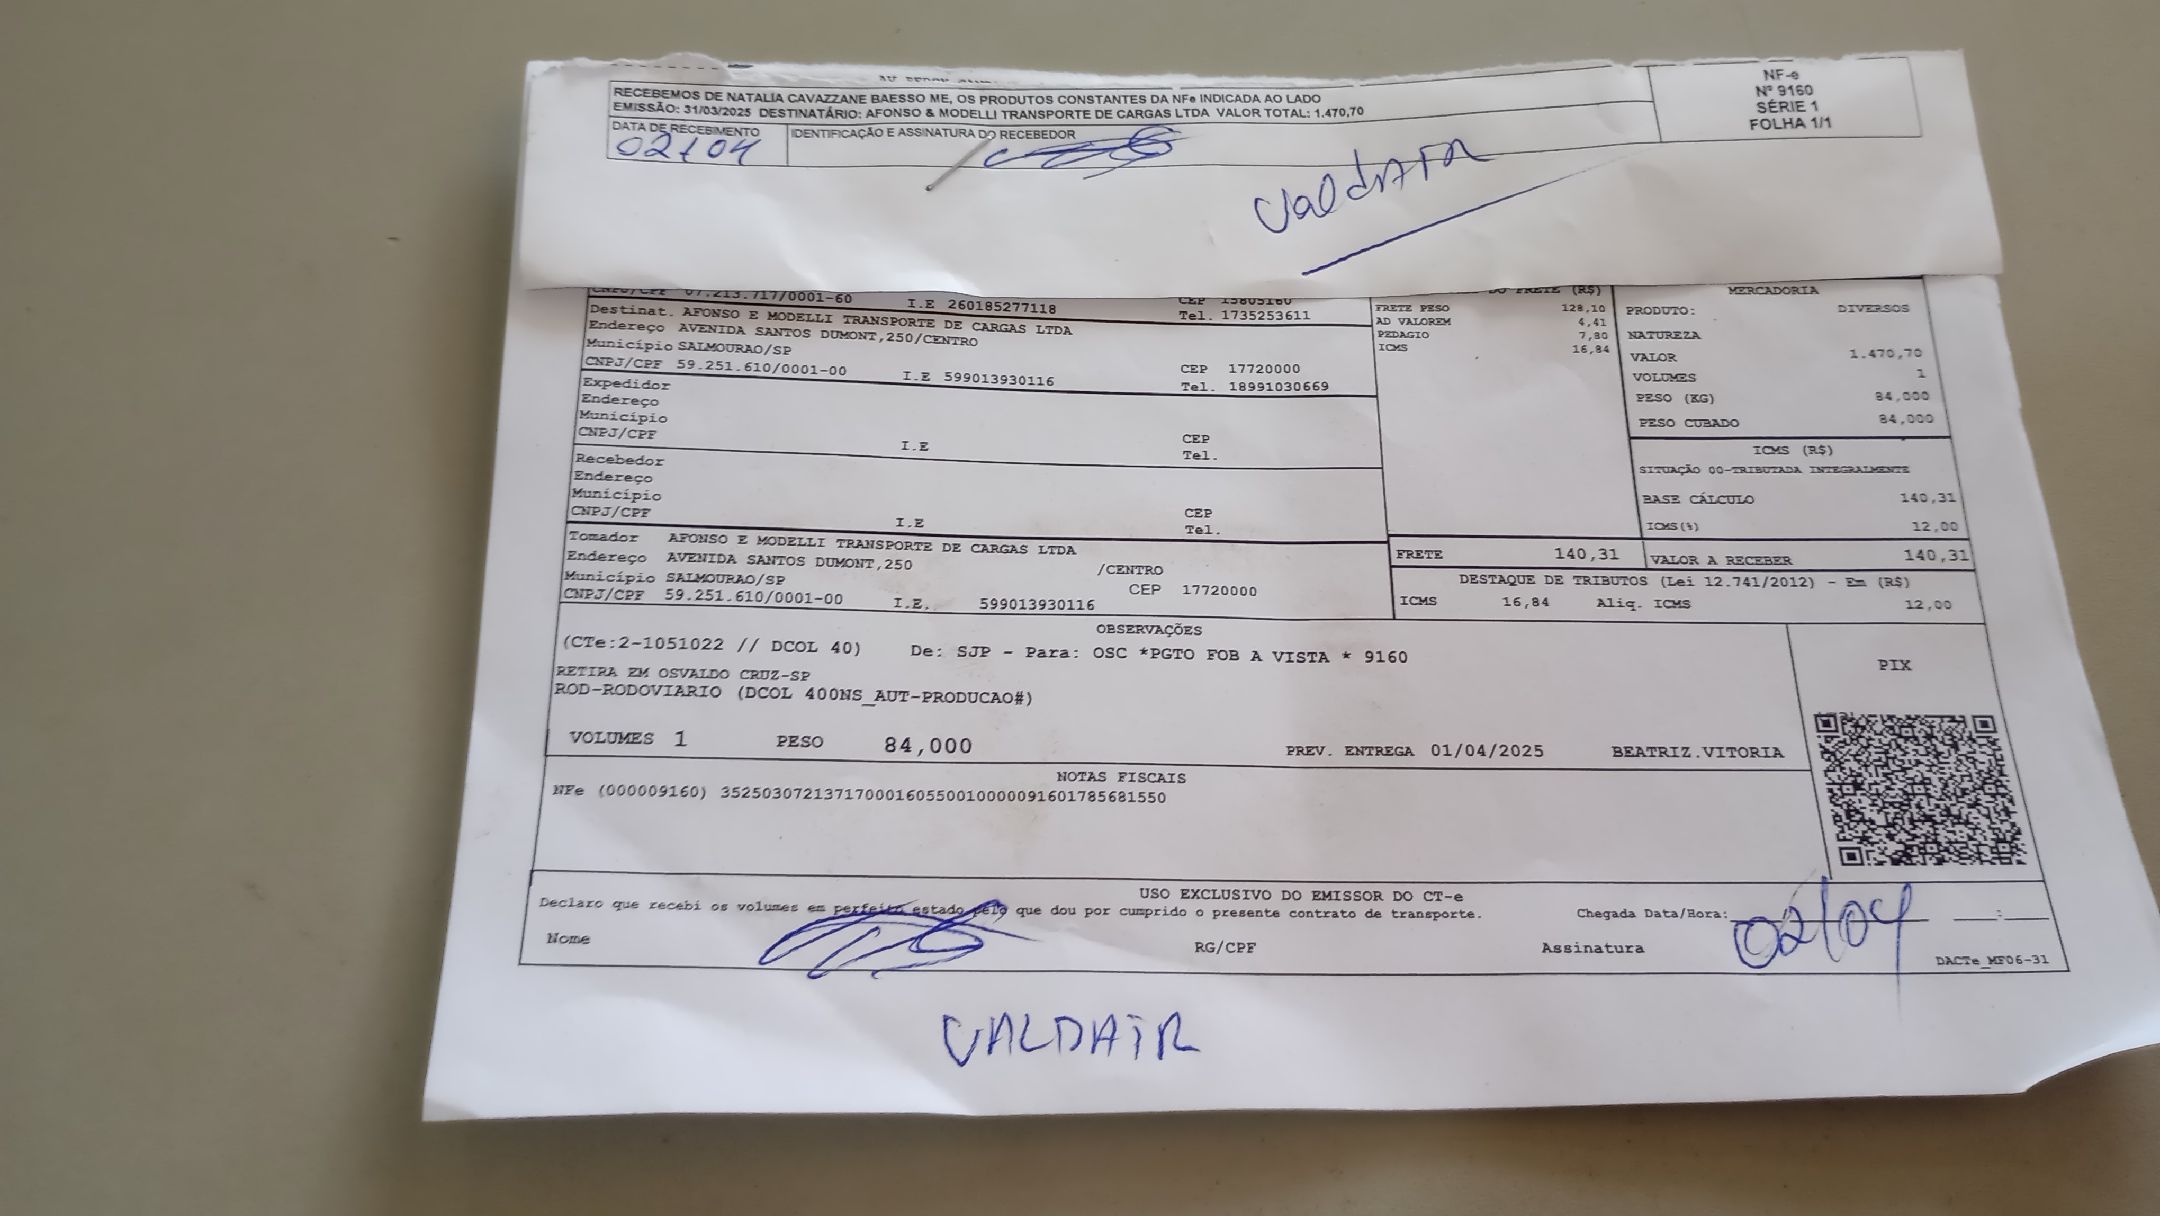 RECEBEMOS DE NATALIA CAVAZZANE BAESSO ME, OS PRODUTOS CONSTANTES DA NFe INDICADA AO LADO
EMISSÃO: 31/03/2025 DESTINATÁRIO: AFONSO & MODELLI TRANSPORTE DE CARGAS LTDA VALOR TOTAL: 1.470,70
DATA DE RECEBIMENTO
02/04
IDENTIFICAÇÃO E ASSINATURA DO RECEBEDOR
NF-e
Nº 9160
SÉRIE 1
FOLHA 1/1
ValdAIR
CNPJ/CPF 07.213.717/0001-60 I.E 260185277118 CEP 15805160
Tel. 1735253611
Destinat. AFONSO E MODELLI TRANSPORTE DE CARGAS LTDA
Endereço AVENIDA SANTOS DUMONT,250/CENTRO
Município SALMOURAO/SP CEP 17720000
CNPJ/CPF 59.251.610/0001-00 I.E 599013930116 Tel. 18991030669
Expedidor
Endereço
Município CEP
CNPJ/CPF I.E Tel.
Recebedor
Endereço
Município CEP
CNPJ/CPF I.E Tel.
Tomador AFONSO E MODELLI TRANSPORTE DE CARGAS LTDA
Endereço AVENIDA SANTOS DUMONT,250 /CENTRO
Município SALMOURAO/SP CEP 17720000
CNPJ/CPF 59.251.610/0001-00 I.E. 599013930116
DO FRETE (R$)
FRETE PESO 128,10
AD VALOREM 4,41
PEDAGIO 7,80
ICMS 16,84
MERCADORIA
PRODUTO: DIVERSOS
NATUREZA
VALOR 1.470,70
VOLUMES 1
PESO (KG) 84,000
PESO CUBADO 84,000
ICMS (R$)
SITUAÇÃO 00-TRIBUTADA INTEGRALMENTE
BASE CÁLCULO 140,31
ICMS(%) 12,00
FRETE 140,31 VALOR A RECEBER 140,31
DESTAQUE DE TRIBUTOS (Lei 12.741/2012) - Em (R$)
ICMS 16,84 Aliq. ICMS 12,00
OBSERVAÇÕES
(CTe:2-1051022 // DCOL 40) De: SJP - Para: OSC *PGTO FOB A VISTA * 9160
RETIRA EM OSVALDO CRUZ-SP
ROD-RODOVIARIO (DCOL 400NS_AUT-PRODUCAO#)
VOLUMES 1 PESO 84,000 PREV. ENTREGA 01/04/2025 BEATRIZ.VITORIA
PIX
NOTAS FISCAIS
NFe (000009160) 35250307213717000160550010000091601785681550
USO EXCLUSIVO DO EMISSOR DO CT-e
Declaro que recebi os volumes em perfeito estado pelo que dou por cumprido o presente contrato de transporte.
Chegada Data/Hora: 02/04
Nome RG/CPF Assinatura
DACTe_MF06-31
VALDAIR